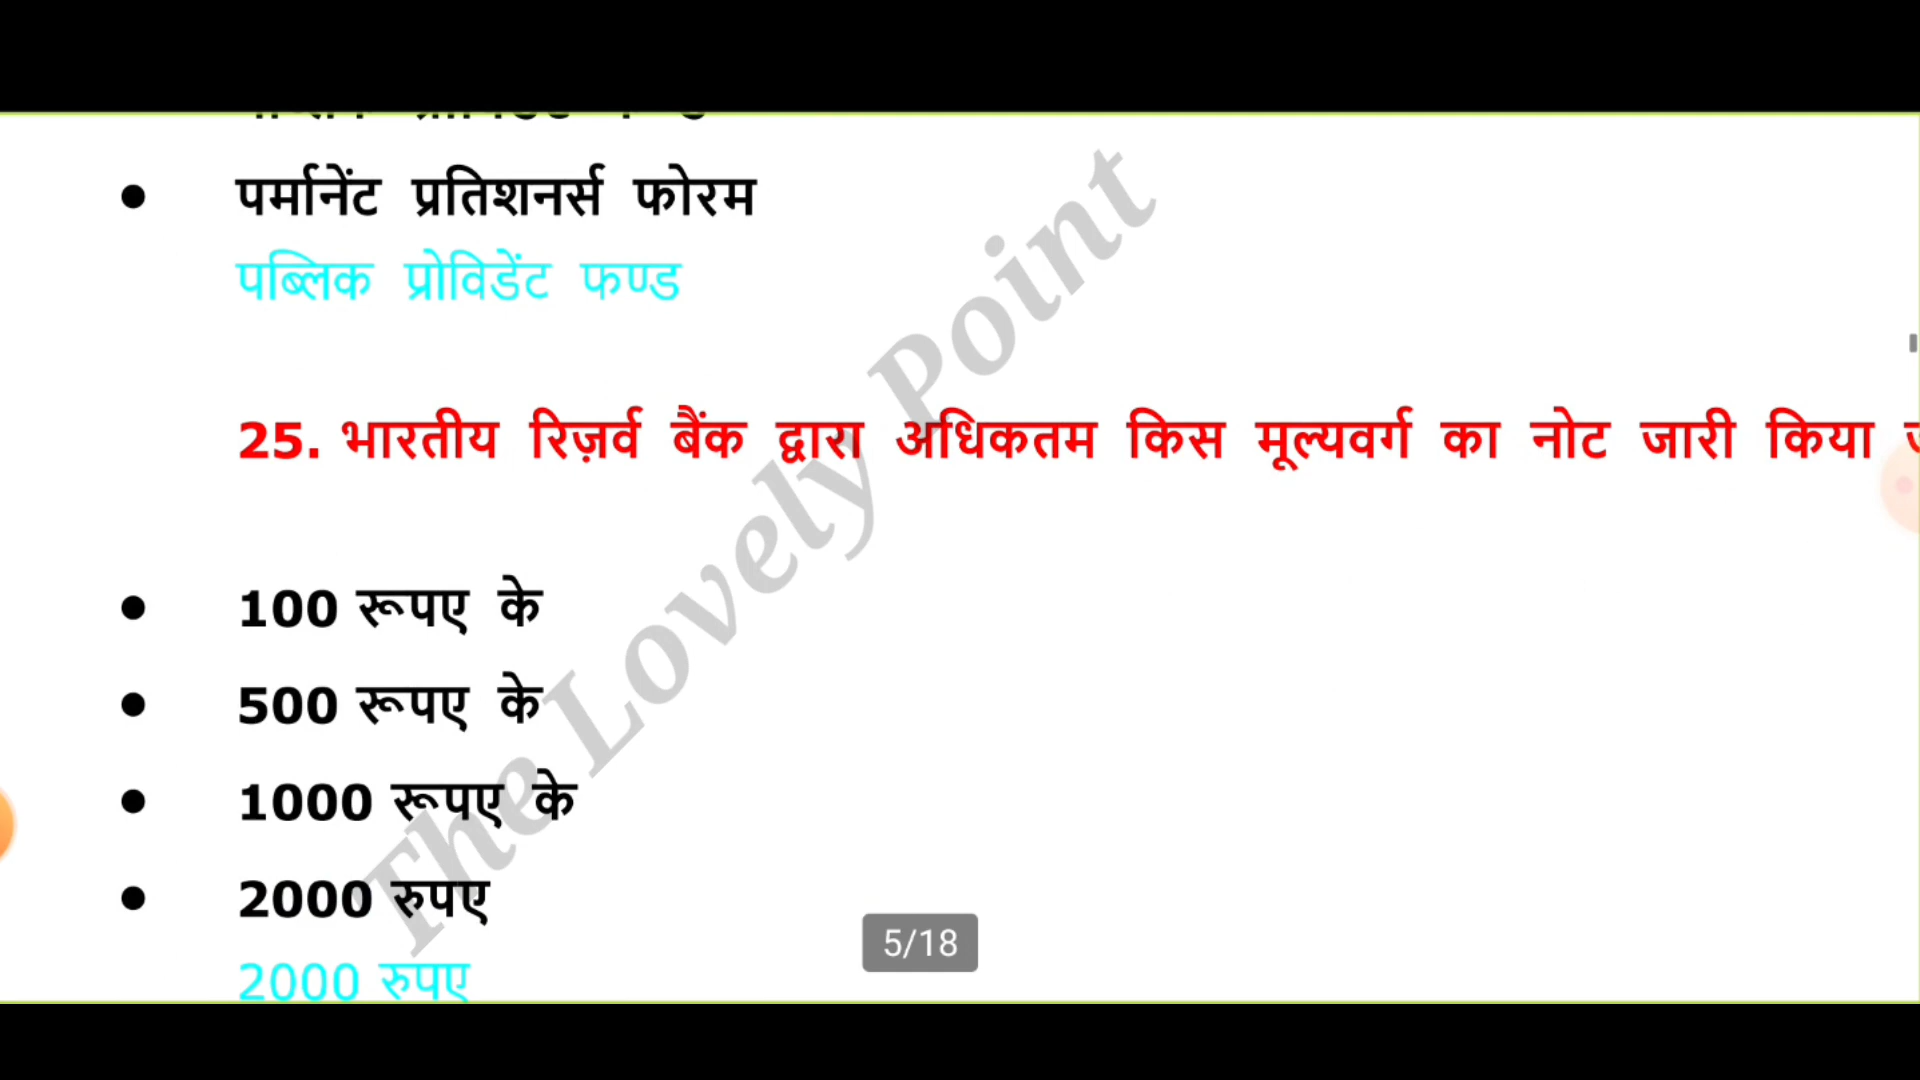 पर्मानेंट प्रतिशनर्स फोरम
पब्लिक प्रोविडेंट फण्ड
25. भारतीय रिज़र्व बैंक द्वारा अधिकतम किस मूल्यवर्ग का नोट जारी किया
100 रूपए के
500 रूपए के
1000 रूपए के
2000 रुपए
2000 रुपए
The Lovely Point
5/18